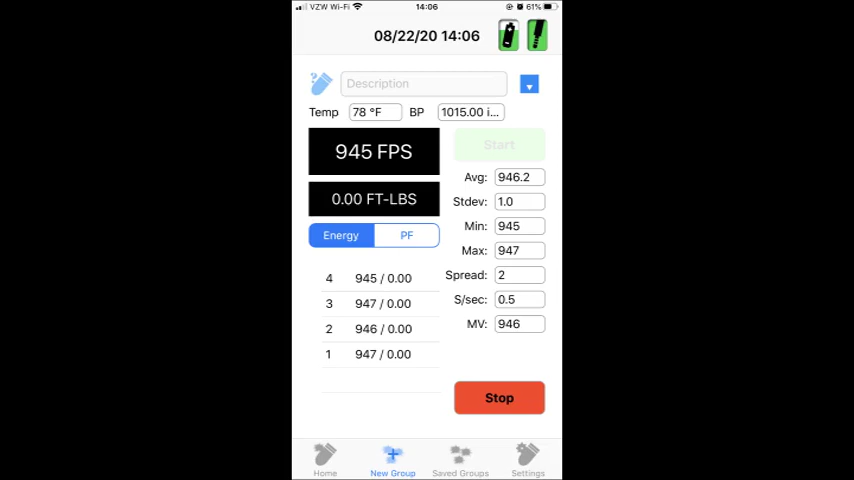 VZW Wi-Fi 14:06 61%
08/22/20 14:06
?
Description
Temp 78 °F BP 1015.00 i...
945 FPS
Start
0.00 FT-LBS
Energy PF
Avg: 946.2
Stdev: 1.0
Min: 945
Max: 947
Spread: 2
S/sec: 0.5
MV: 946
4 945 / 0.00
3 947 / 0.00
2 946 / 0.00
1 947 / 0.00
Stop
Home New Group Saved Groups Settings